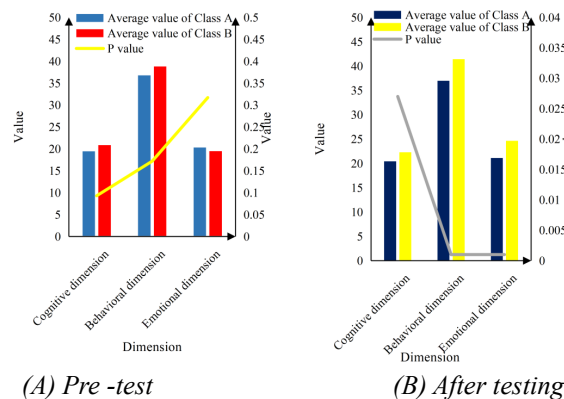 Average value of Class A
Average value of Class B
P value
50
45
40
35
30
25
20
15
10
5
0
Value
0.5
0.45
0.4
0.35
0.3
0.25
0.2
0.15
0.1
0.05
0
Value
Cognitive dimension
Behavioral dimension
Emotional dimension
Dimension
(A) Pre -test
Average value of Class A
Average value of Class B
P value
50
45
40
35
30
25
20
15
10
5
0
Value
0.04
0.035
0.03
0.025
0.02
0.015
0.01
0.005
0
Value
Cognitive dimension
Behavioral dimension
Emotional dimension
Dimension
(B) After testing